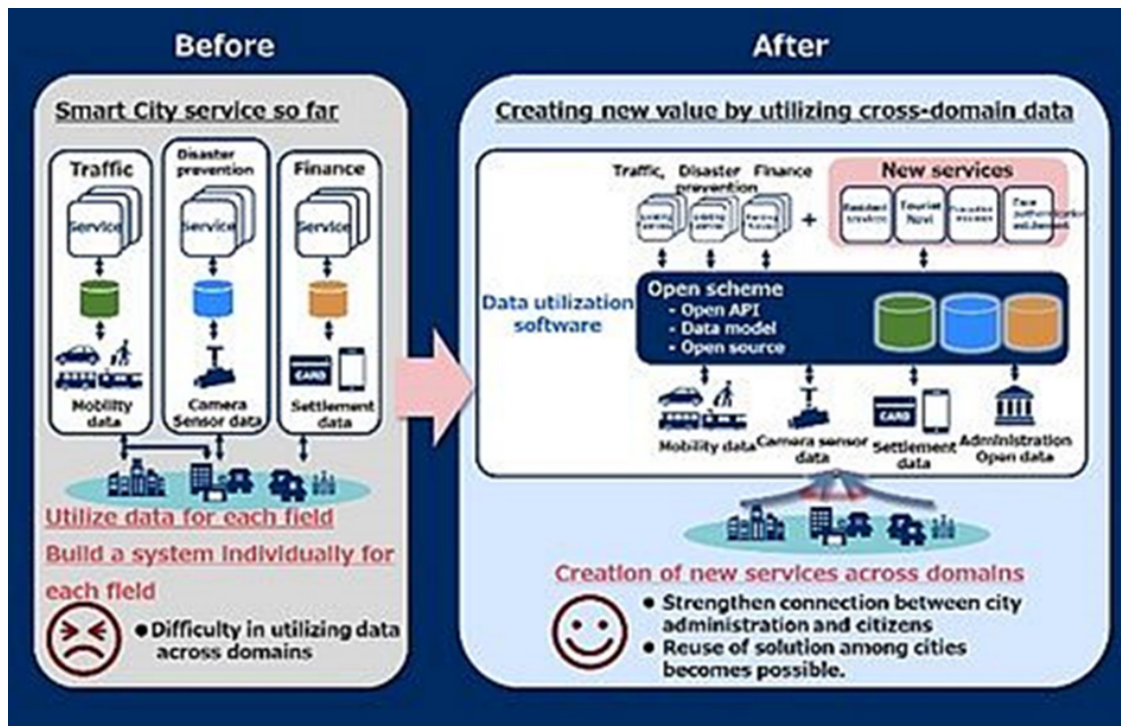 Before
Smart City service so far
Traffic
Service
Mobility
data
Disaster
prevention
Service
Camera
Sensor data
Finance
Service
CARD
Settlement
data
Utilize data for each field
Build a system individually for
each field
● Difficulty in utilizing data
across domains
After
Creating new value by utilizing cross-domain data
Traffic, Disaster Finance
prevention
+
New services
Resident
services
Tourist
Navi
Data utilization
software
Open scheme
- Open API
- Data model
- Open source
Mobility data
Camera sensor
data
CARD
Settlement
data
Administration
Open data
Creation of new services across domains
● Strengthen connection between city
administration and citizens
● Reuse of solution among cities
becomes possible.